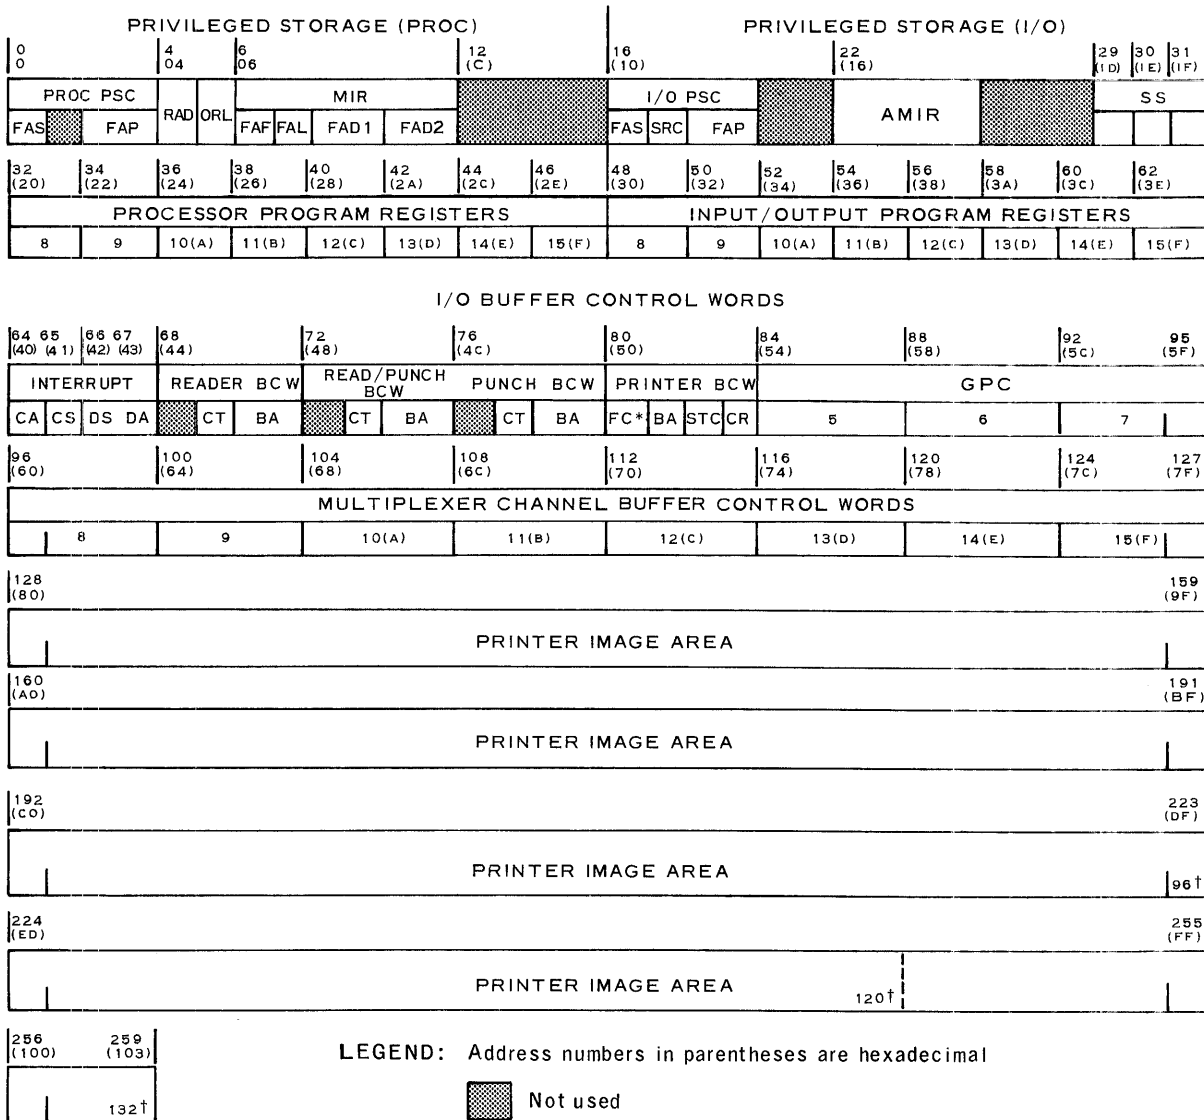 PRIVILEGED STORAGE (PROC) PRIVILEGED STORAGE (I/O)
0 4 6 12 16 22 29 30 31
0 04 06 (C) (10) (16) (1D) (1E) (1F)
PROC PSC RAD ORL MIR I/O PSC AMIR SS
FAS FAP FAF FAL FAD1 FAD2 FAS SRC FAP
32 34 36 38 40 42 44 46 48 50 52 54 56 58 60 62
(20) (22) (24) (26) (28) (2A) (2C) (2E) (30) (32) (34) (36) (38) (3A) (3C) (3E)
PROCESSOR PROGRAM REGISTERS INPUT/OUTPUT PROGRAM REGISTERS
8 9 10(A) 11(B) 12(C) 13(D) 14(E) 15(F) 8 9 10(A) 11(B) 12(C) 13(D) 14(E) 15(F)
I/O BUFFER CONTROL WORDS
64 65 66 67 68 72 76 80 84 88 92 95
(40) (41) (42) (43) (44) (48) (4C) (50) (54) (58) (5C) (5F)
INTERRUPT READER BCW READ/PUNCH BCW PUNCH BCW PRINTER BCW GPC
CA CS DS DA CT BA CT BA CT BA FC* BA STC CR 5 6 7
96 100 104 108 112 116 120 124 127
(60) (64) (68) (6C) (70) (74) (78) (7C) (7F)
MULTIPLEXER CHANNEL BUFFER CONTROL WORDS
8 9 10(A) 11(B) 12(C) 13(D) 14(E) 15(F)
128 159
(80) (9F)
PRINTER IMAGE AREA
160 191
(AD) (BF)
PRINTER IMAGE AREA
192 223
(CO) (DF)
PRINTER IMAGE AREA 96†
224 255
(ED) (FF)
PRINTER IMAGE AREA 120†
256 259
(100) (103)
132†
LEGEND: Address numbers in parentheses are hexadecimal
Not used